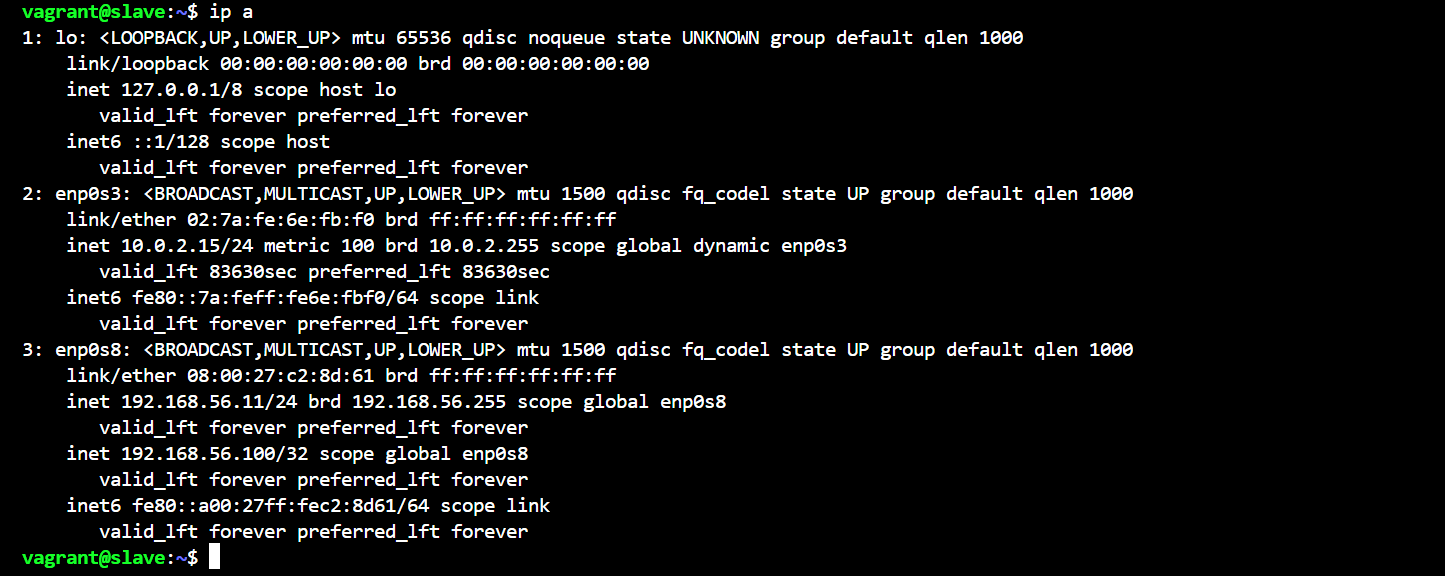 vagrant@slave:~$ ip a
1: lo: <LOOPBACK,UP,LOWER_UP> mtu 65536 qdisc noqueue state UNKNOWN group default qlen 1000
    link/loopback 00:00:00:00:00:00 brd 00:00:00:00:00:00
    inet 127.0.0.1/8 scope host lo
       valid_lft forever preferred_lft forever
    inet6 ::1/128 scope host
       valid_lft forever preferred_lft forever
2: enp0s3: <BROADCAST,MULTICAST,UP,LOWER_UP> mtu 1500 qdisc fq_codel state UP group default qlen 1000
    link/ether 02:7a:fe:6e:fb:f0 brd ff:ff:ff:ff:ff:ff
    inet 10.0.2.15/24 metric 100 brd 10.0.2.255 scope global dynamic enp0s3
       valid_lft 83630sec preferred_lft 83630sec
    inet6 fe80::7a:feff:fe6e:fbf0/64 scope link
       valid_lft forever preferred_lft forever
3: enp0s8: <BROADCAST,MULTICAST,UP,LOWER_UP> mtu 1500 qdisc fq_codel state UP group default qlen 1000
    link/ether 08:00:27:c2:8d:61 brd ff:ff:ff:ff:ff:ff
    inet 192.168.56.11/24 brd 192.168.56.255 scope global enp0s8
       valid_lft forever preferred_lft forever
    inet 192.168.56.100/32 scope global enp0s8
       valid_lft forever preferred_lft forever
    inet6 fe80::a00:27ff:fec2:8d61/64 scope link
       valid_lft forever preferred_lft forever
vagrant@slave:~$